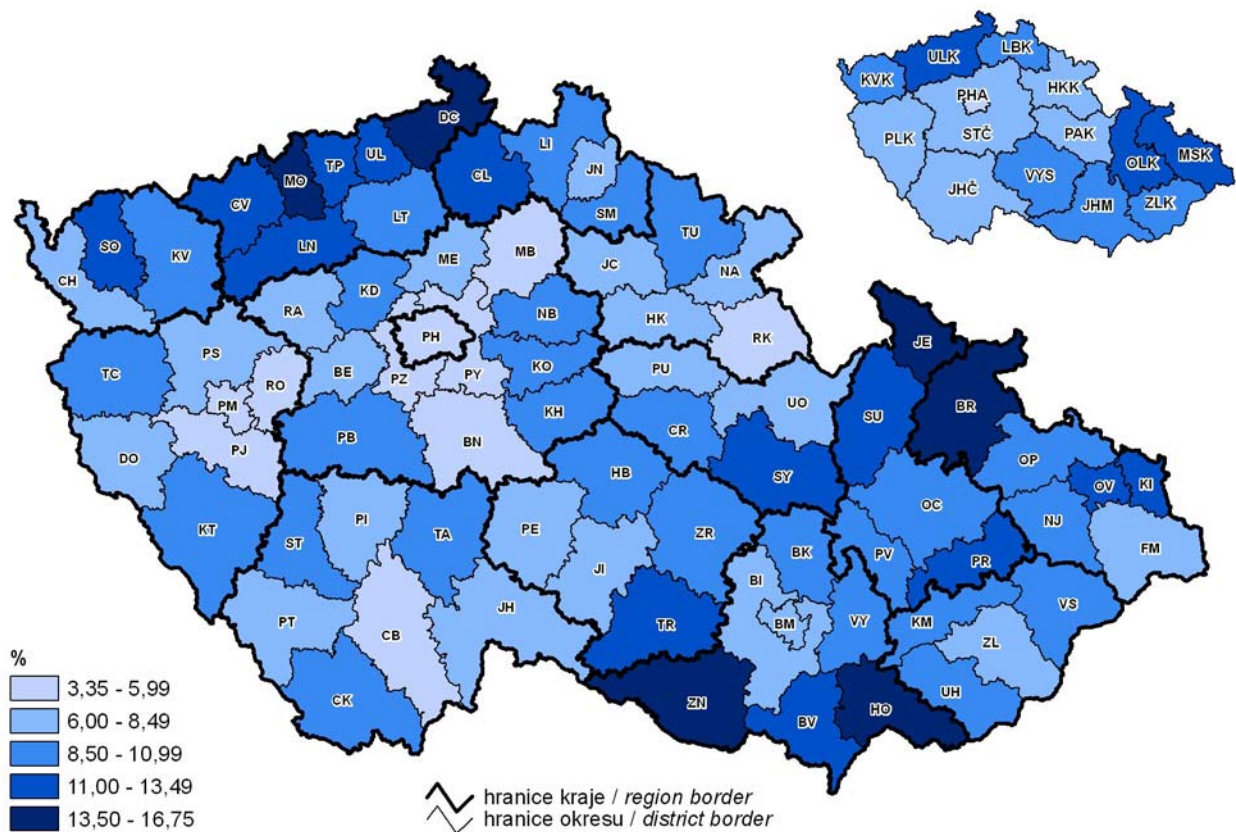 ULK
LBK
KVK
HKK
PHA
STČ
PLK
PAK
OLK
MSK
VYS
JHČ
JHM
ZLK
DC
LI
JN
UL
TP
MO
CL
CV
LT
SM
SO
KV
LN
TU
MB
ME
JC
NA
CH
KD
RA
NB
HK
PH
RK
JE
PS
TC
RO
BE
PZ
PY
KO
PU
PM
UO
SU
BR
KH
CR
PB
BN
PJ
DO
OP
OV
KI
SY
HB
OC
NJ
KT
PI
ST
TA
PE
ZR
BK
PV
PR
FM
JI
BI
VS
JH
PT
CB
TR
BM
VY
KM
ZL
CK
ZN
BV
HO
UH
%
3,35 - 5,99
6,00 - 8,49
8,50 - 10,99
11,00 - 13,49
13,50 - 16,75
hranice kraje / region border
hranice okresu / district border